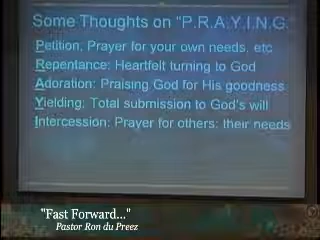 Some Thoughts on "P.R.A.Y.I.N.G.
Petition: Prayer for your own needs, etc
Repentance: Heartfelt turning to God
Adoration: Praising God for His goodness
Yielding: Total submission to God's will
Intercession: Prayer for others: their needs
"Fast Forward..."
Pastor Ron du Preez